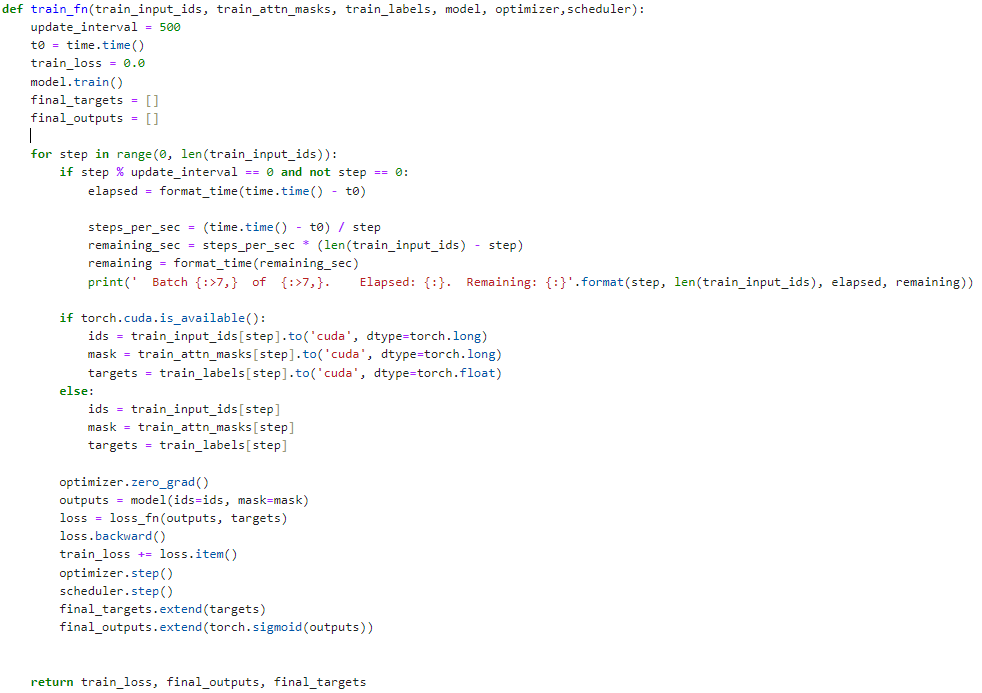 def train_fn(train_input_ids, train_attn_masks, train_labels, model, optimizer,scheduler):
    update_interval = 500
    t0 = time.time()
    train_loss = 0.0
    model.train()
    final_targets = []
    final_outputs = []

    for step in range(0, len(train_input_ids)):
        if step % update_interval == 0 and not step == 0:
            elapsed = format_time(time.time() - t0)

            steps_per_sec = (time.time() - t0) / step
            remaining_sec = steps_per_sec * (len(train_input_ids) - step)
            remaining = format_time(remaining_sec)
            print('  Batch {:>7,}  of  {:>7,}.    Elapsed: {:}.  Remaining: {:}'.format(step, len(train_input_ids), elapsed, remaining))

        if torch.cuda.is_available():
            ids = train_input_ids[step].to('cuda', dtype=torch.long)
            mask = train_attn_masks[step].to('cuda', dtype=torch.long)
            targets = train_labels[step].to('cuda', dtype=torch.float)
        else:
            ids = train_input_ids[step]
            mask = train_attn_masks[step]
            targets = train_labels[step]

        optimizer.zero_grad()
        outputs = model(ids=ids, mask=mask)
        loss = loss_fn(outputs, targets)
        loss.backward()
        train_loss += loss.item()
        optimizer.step()
        scheduler.step()
        final_targets.extend(targets)
        final_outputs.extend(torch.sigmoid(outputs))


    return train_loss, final_outputs, final_targets